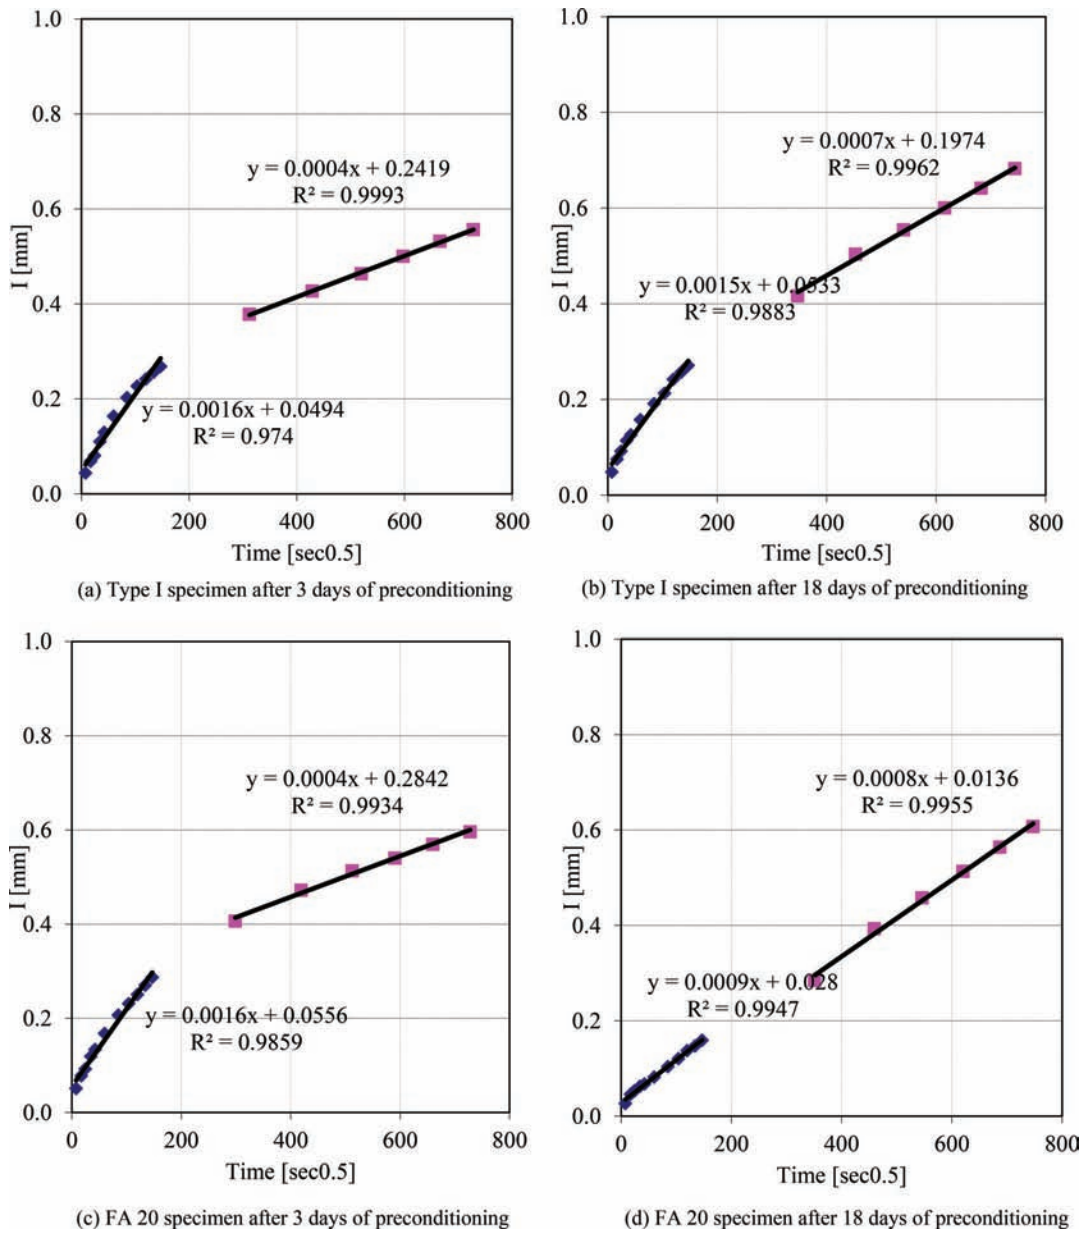 1.0
0.8
0.6
0.4
0.2
0.0
I [mm]
y = 0.0004x + 0.2419
R² = 0.9993
y = 0.0016x + 0.0494
R² = 0.974
0 200 400 600 800
Time [sec0.5]
(a) Type I specimen after 3 days of preconditioning
1.0
0.8
0.6
0.4
0.2
0.0
I [mm]
y = 0.0007x + 0.1974
R² = 0.9962
y = 0.0015x + 0.0533
R² = 0.9883
0 200 400 600 800
Time [sec0.5]
(b) Type I specimen after 18 days of preconditioning
1.0
0.8
0.6
0.4
0.2
0.0
I [mm]
y = 0.0004x + 0.2842
R² = 0.9934
y = 0.0016x + 0.0556
R² = 0.9859
0 200 400 600 800
Time [sec0.5]
(c) FA 20 specimen after 3 days of preconditioning
1.0
0.8
0.6
0.4
0.2
0.0
I [mm]
y = 0.0008x + 0.0136
R² = 0.9955
y = 0.0009x + 0.028
R² = 0.9947
0 200 400 600 800
Time [sec0.5]
(d) FA 20 specimen after 18 days of preconditioning